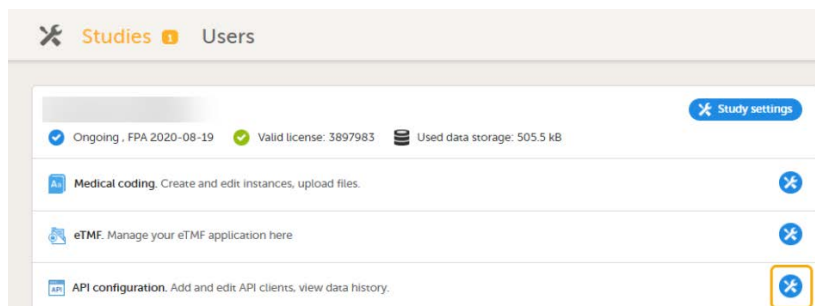 Studies 1 Users
Study settings
Ongoing , FPA 2020-08-19 Valid license: 3897983 Used data storage: 505.5 kB
Aa Medical coding. Create and edit instances, upload files.
eTMF. Manage your eTMF application here
API API configuration. Add and edit API clients, view data history.